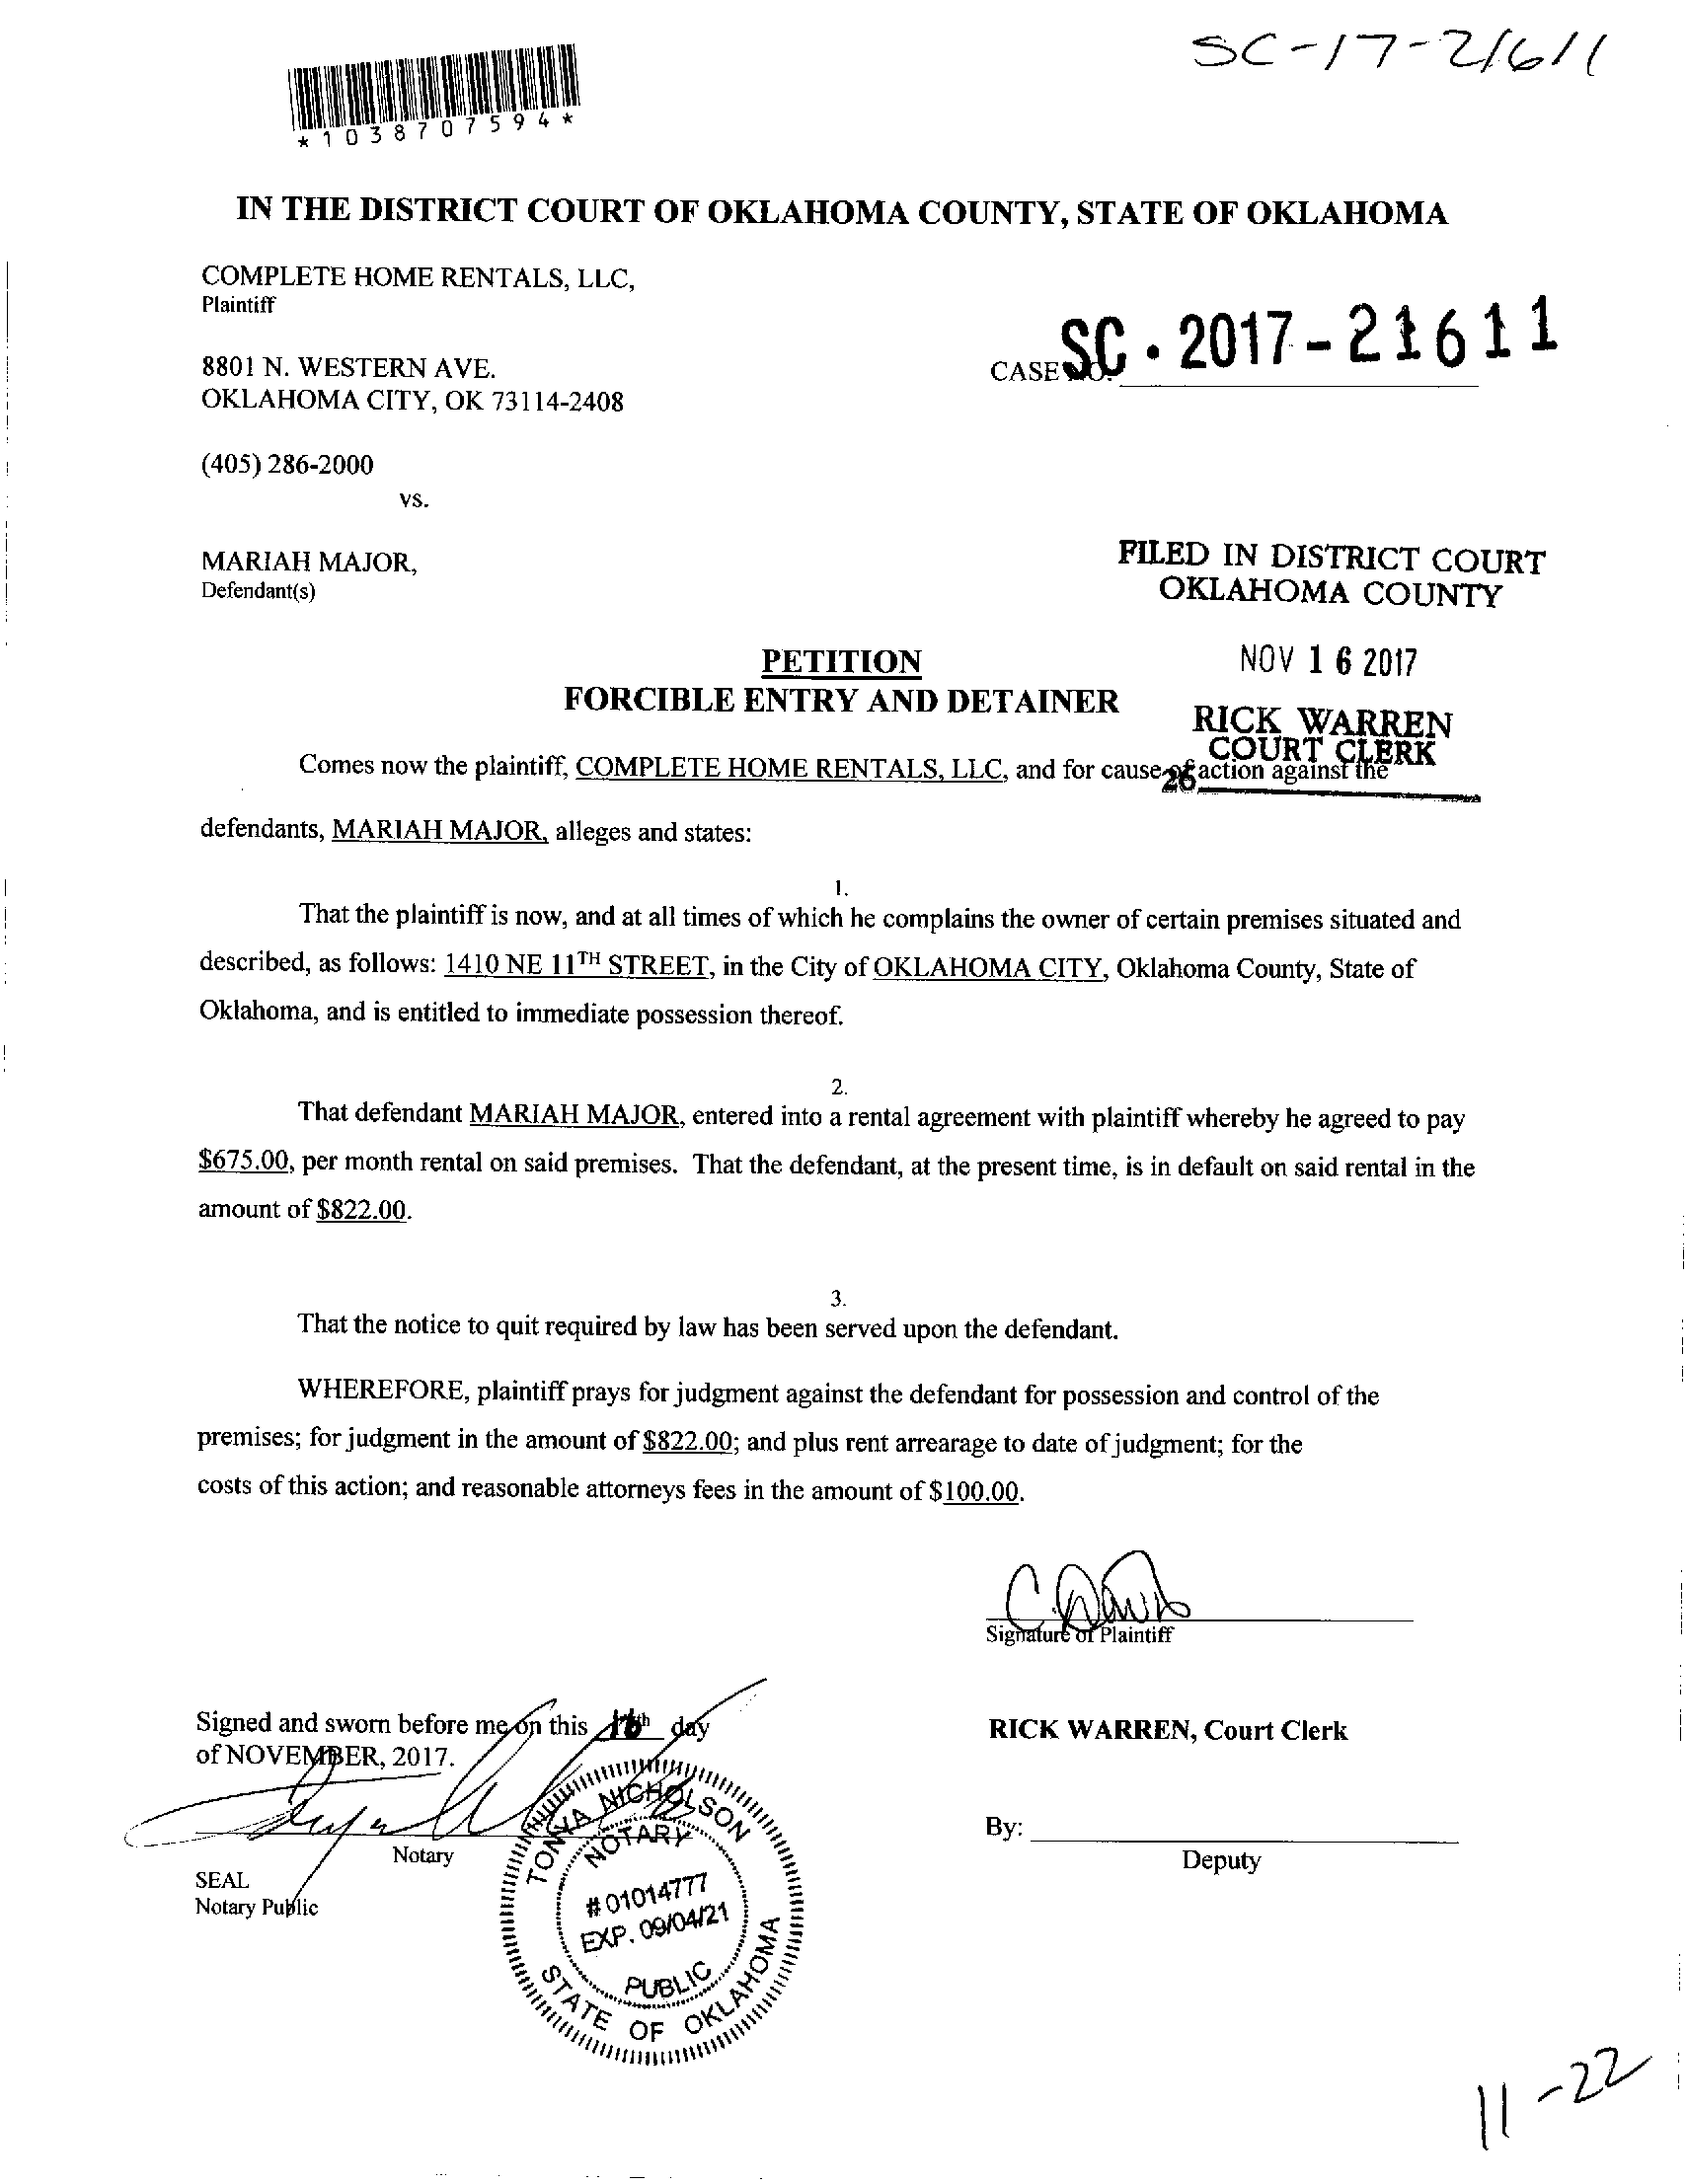 SC-17-21611
*1038707594*
IN THE DISTRICT COURT OF OKLAHOMA COUNTY, STATE OF OKLAHOMA
COMPLETE HOME RENTALS, LLC,
Plaintiff
8801 N. WESTERN AVE.
OKLAHOMA CITY, OK 73114-2408
CASE NO. SC - 2017 - 21611
(405) 286-2000
vs.
MARIAH MAJOR,
Defendant(s)
FILED IN DISTRICT COURT
OKLAHOMA COUNTY
NOV 16 2017
RICK WARREN
COURT CLERK
26
PETITION
FORCIBLE ENTRY AND DETAINER
Comes now the plaintiff, COMPLETE HOME RENTALS, LLC, and for cause of action against the
defendants, MARIAH MAJOR, alleges and states:
1.
That the plaintiff is now, and at all times of which he complains the owner of certain premises situated and
described, as follows: 1410 NE 11TH STREET, in the City of OKLAHOMA CITY, Oklahoma County, State of
Oklahoma, and is entitled to immediate possession thereof.
2.
That defendant MARIAH MAJOR, entered into a rental agreement with plaintiff whereby he agreed to pay
$675.00, per month rental on said premises. That the defendant, at the present time, is in default on said rental in the
amount of $822.00.
3.
That the notice to quit required by law has been served upon the defendant.
WHEREFORE, plaintiff prays for judgment against the defendant for possession and control of the
premises; for judgment in the amount of $822.00; and plus rent arrearage to date of judgment; for the
costs of this action; and reasonable attorneys fees in the amount of $100.00.
Signature of Plaintiff
Signed and sworn before me on this 16th day
of NOVEMBER, 2017.
RICK WARREN, Court Clerk
Notary
SEAL
Notary Public
TONYA NICHOLSON
NOTARY
# 01014777
EXP. 09/04/21
PUBLIC
STATE OF OKLAHOMA
By:
Deputy
11-22